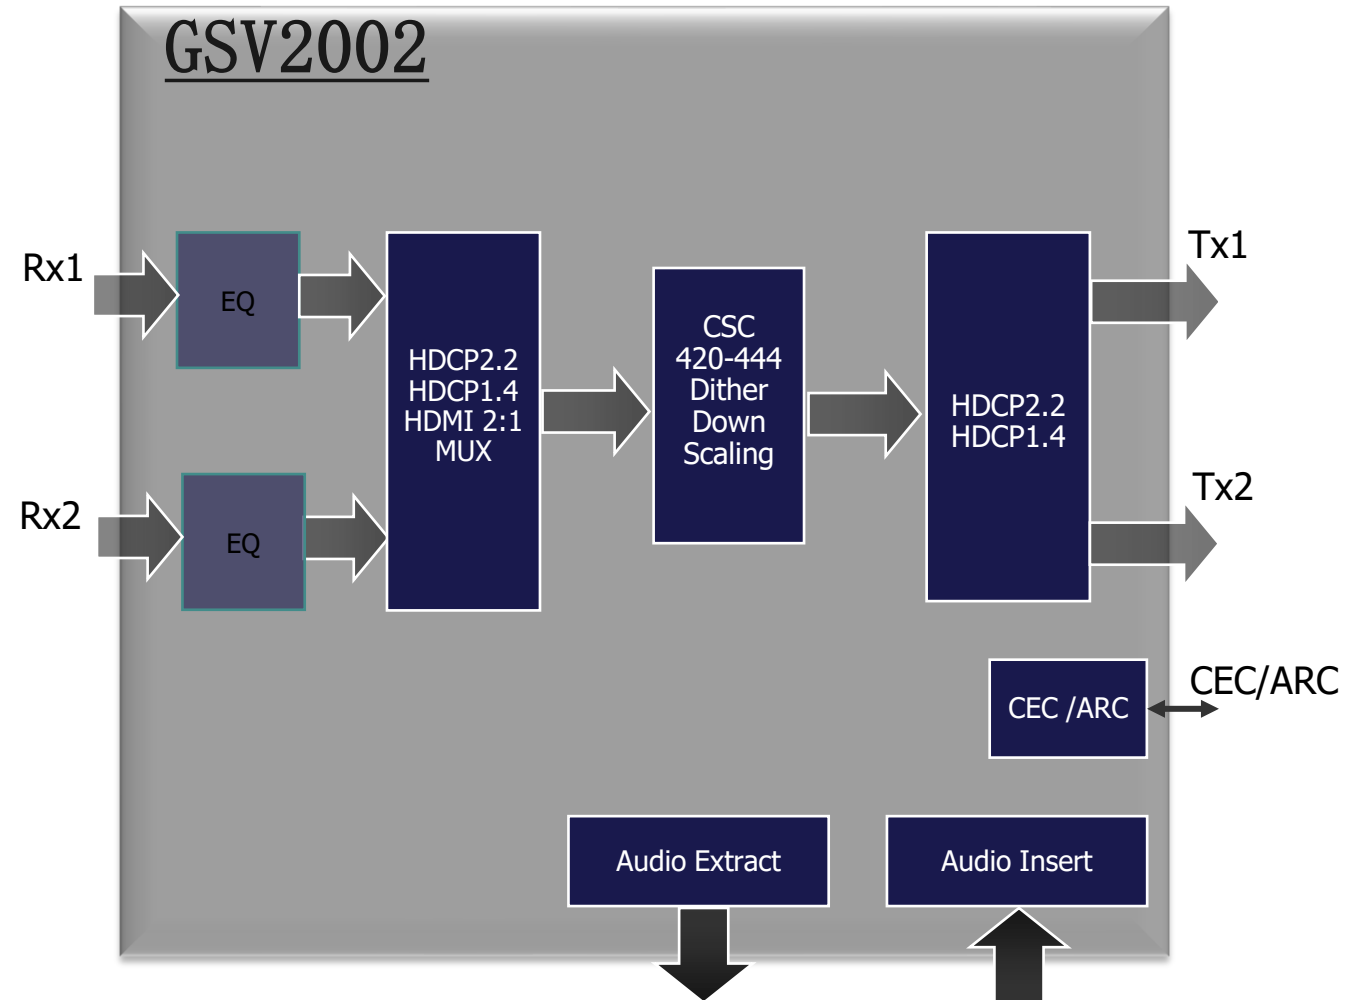 GSV2002
Rx1
EQ
HDCP2.2
HDCP1.4
HDMI 2:1
MUX
CSC
420-444
Dither
Down
Scaling
HDCP2.2
HDCP1.4
Tx1
Rx2
EQ
Tx2
CEC /ARC
CEC/ARC
Audio Extract
Audio Insert